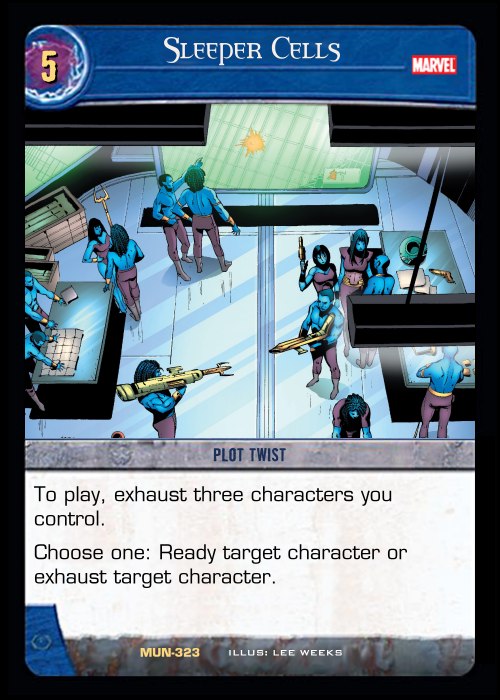 5
Sleeper Cells
MARVEL
PLOT TWIST
To play, exhaust three characters you
control.
Choose one: Ready target character or
exhaust target character.
MUN-323 ILLUS: LEE WEEKS